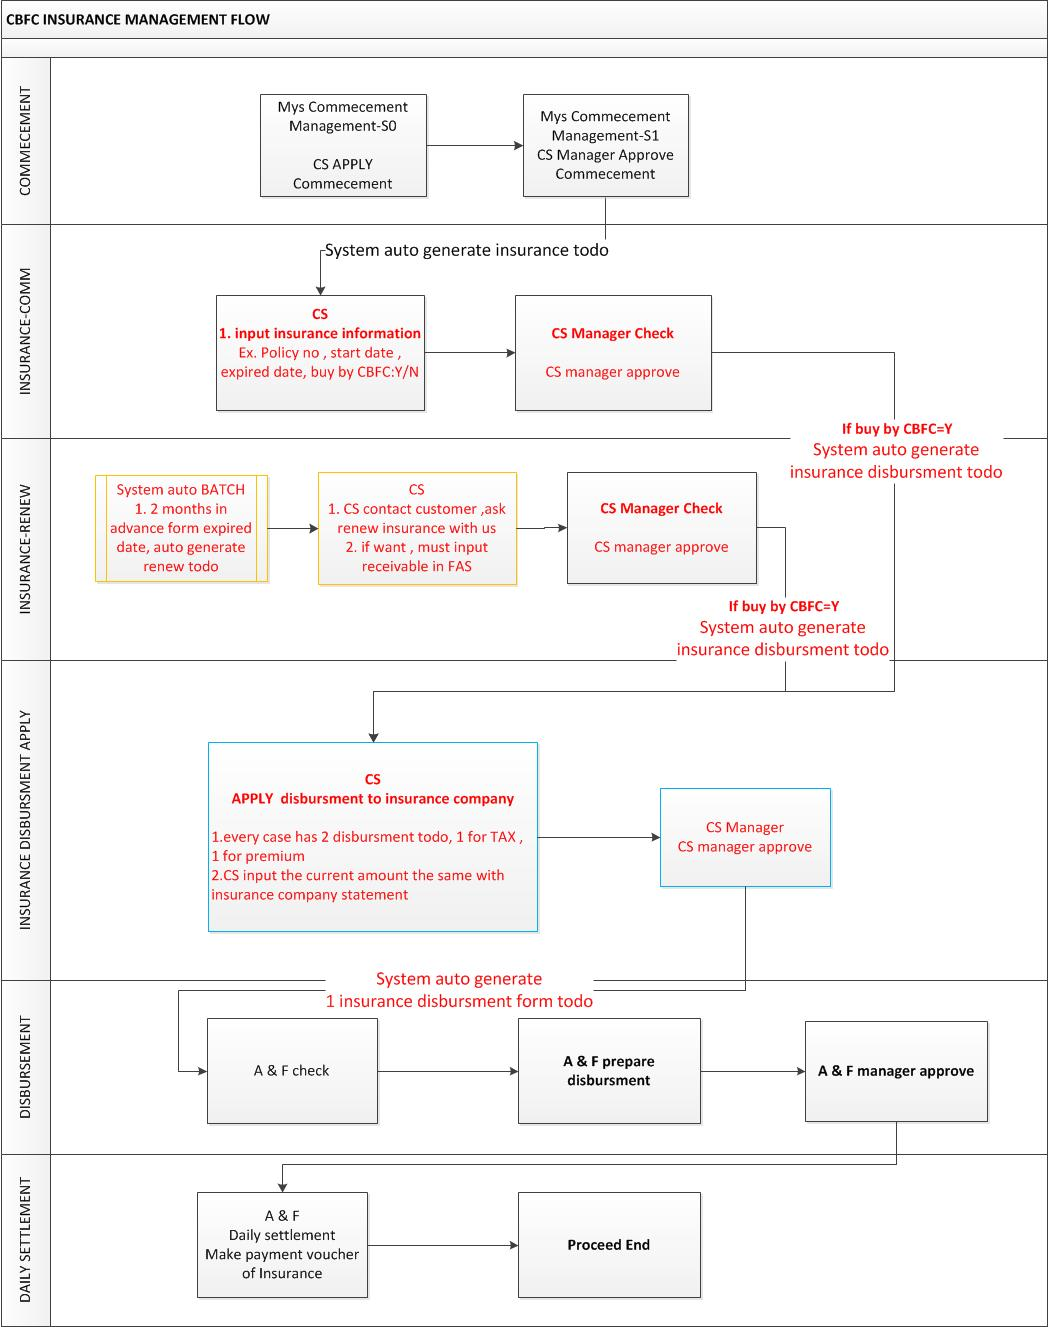 CBFC INSURANCE MANAGEMENT FLOW
COMMECEMENT
Mys Commecement
Management-S0
CS APPLY
Commecement
Mys Commecement
Management-S1
CS Manager Approve
Commecement
INSURANCE-COMM
System auto generate insurance todo
CS
1. input insurance information
Ex. Policy no , start date ,
expired date, buy by CBFC:Y/N
CS Manager Check
CS manager approve
If buy by CBFC=Y
System auto generate
insurance disbursment todo
INSURANCE-RENEW
System auto BATCH
1. 2 months in
advance form expired
date, auto generate
renew todo
CS
1. CS contact customer ,ask
renew insurance with us
2. if want , must input
receivable in FAS
CS Manager Check
CS manager approve
If buy by CBFC=Y
System auto generate
insurance disbursment todo
INSURANCE DISBURSMENT APPLY
CS
APPLY  disbursment to insurance company
1.every case has 2 disbursment todo, 1 for TAX ,
1 for premium
2.CS input the current amount the same with
insurance company statement
CS Manager
CS manager approve
System auto generate
1 insurance disbursment form todo
DISBURSEMENT
A & F check
A & F prepare
disbursment
A & F manager approve
DAILY SETTLEMENT
A & F
Daily settlement
Make payment voucher
of Insurance
Proceed End